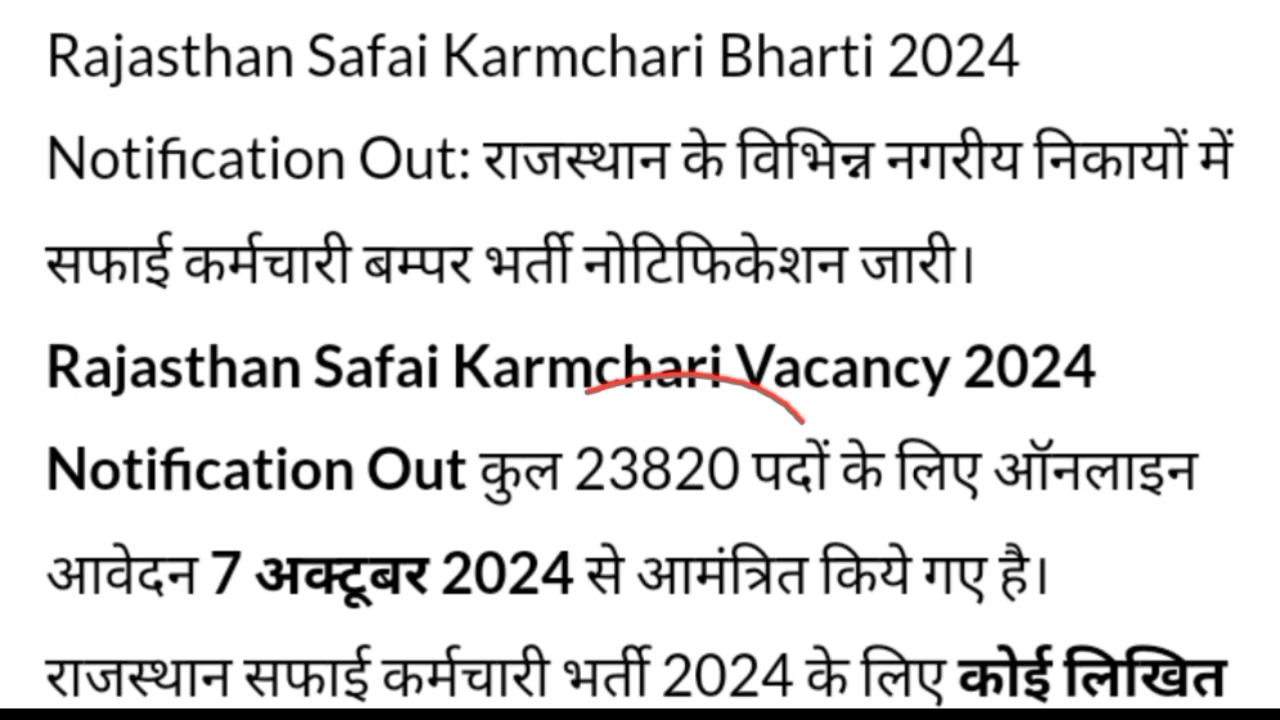 Rajasthan Safai Karmchari Bharti 2024
Notification Out: राजस्थान के विभिन्न नगरीय निकायों में
सफाई कर्मचारी बम्पर भर्ती नोटिफिकेशन जारी।
Rajasthan Safai Karmchari Vacancy 2024
Notification Out कुल 23820 पदों के लिए ऑनलाइन
आवेदन 7 अक्टूबर 2024 से आमंत्रित किये गए है।
राजस्थान सफाई कर्मचारी भर्ती 2024 के लिए कोई लिखित